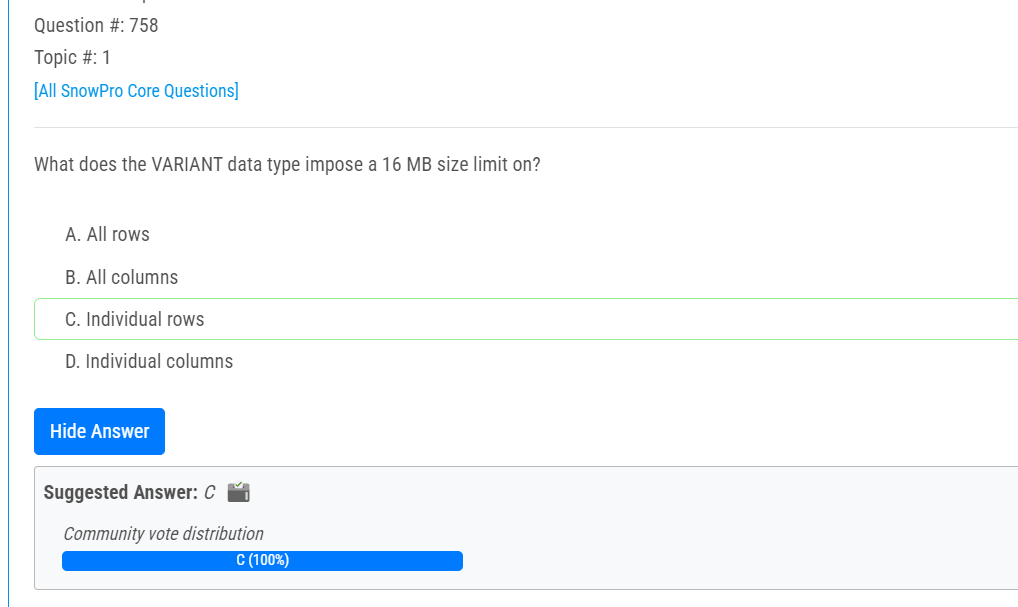 Question #: 758
Topic #: 1
[All SnowPro Core Questions]
What does the VARIANT data type impose a 16 MB size limit on?
A. All rows
B. All columns
C. Individual rows
D. Individual columns
Hide Answer
Suggested Answer: C
Community vote distribution
C (100%)